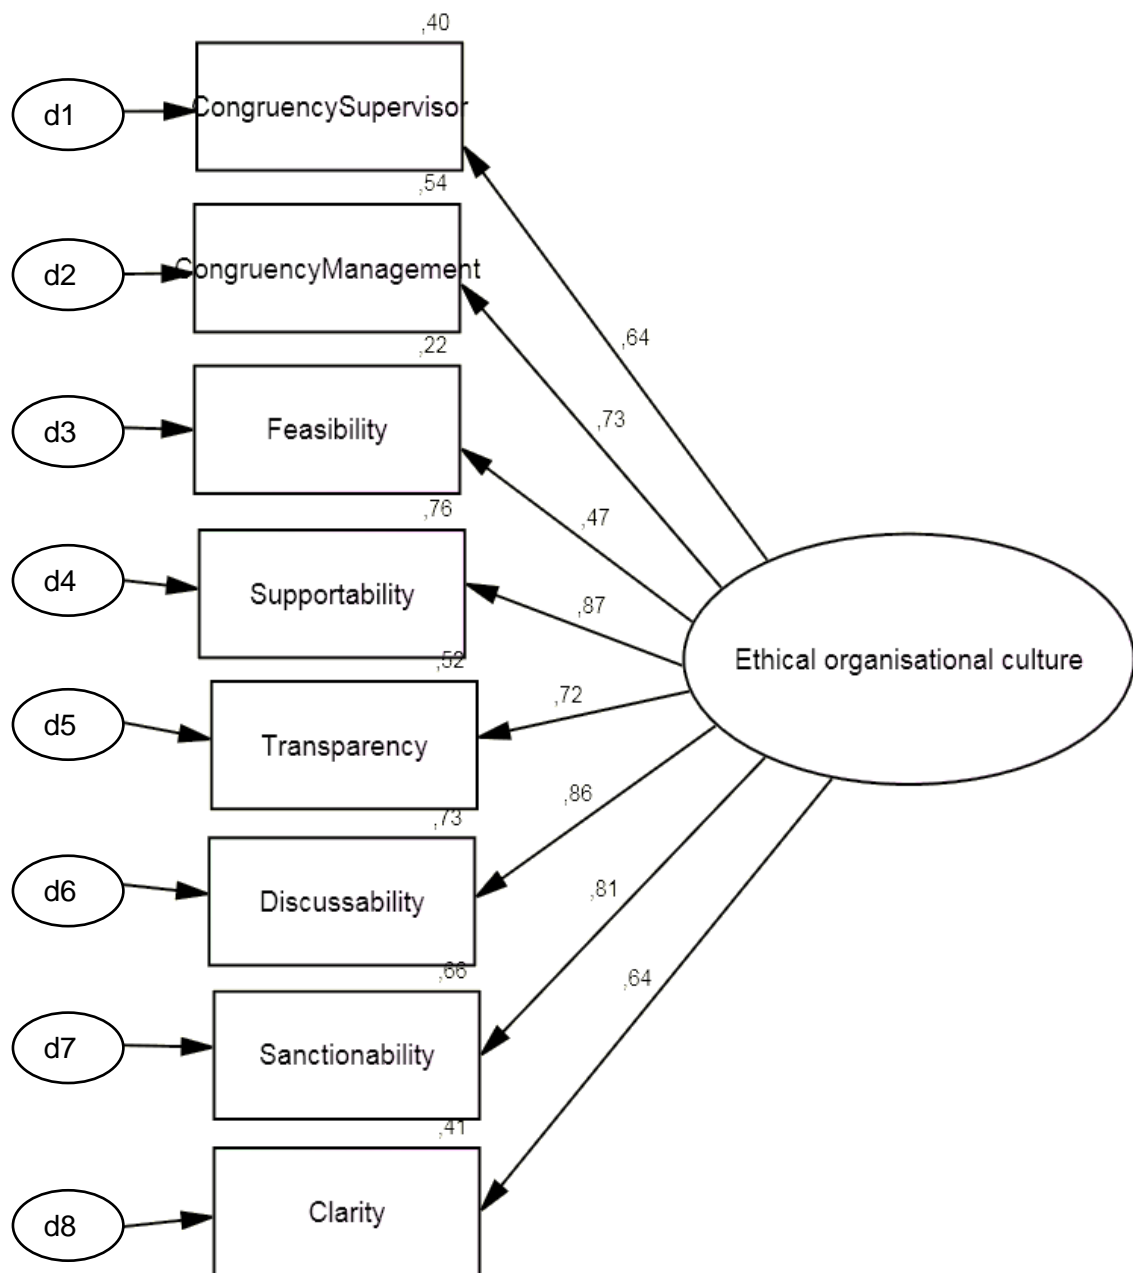 ,40
d1
CongruencySupervisor
,54
d2
CongruencyManagement
,64
,22
,73
d3
Feasibility
,76
,47
d4
Supportability
,87
Ethical organisational culture
,52
,72
d5
Transparency
,73
,86
d6
Discussability
,81
,66
,64
d7
Sanctionability
,41
d8
Clarity